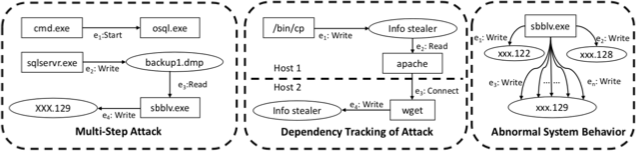 cmd.exe
e1:Start
osql.exe
sqlservr.exe
e2: Write
backup1.dmp
e3:Read
XXX.129
e4: Write
sbblv.exe
Multi-Step Attack
/bin/cp
e1: Write
Info stealer
e2: Read
Host 1
apache
Host 2
e3: Connect
Info stealer
e4: Write
wget
Dependency Tracking of Attack
sbblv.exe
e1: Write
e2: Write
xxx.122
xxx.128
e3: Write
......
en: Write
xxx.129
Abnormal System Behavior